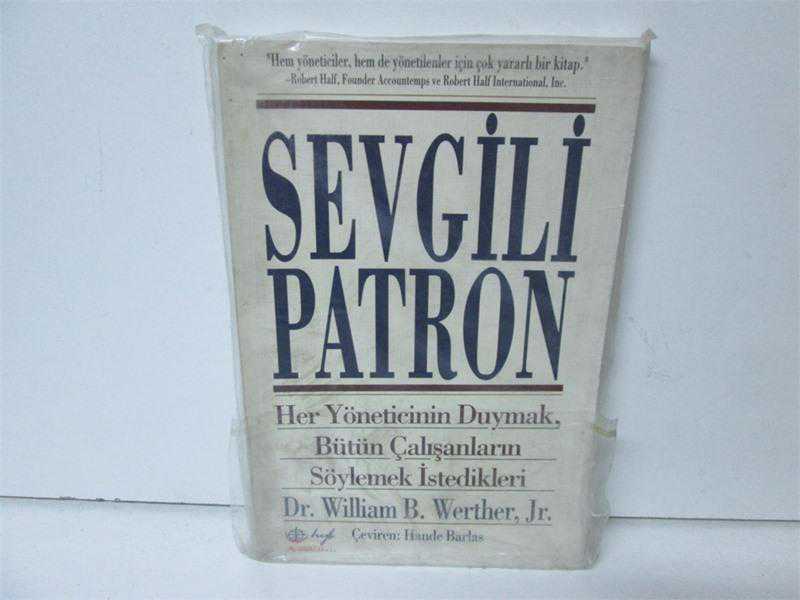 "Hem yöneticiler, hem de yönetilenler için çok yararlı bir kitap."
–Robert Half, Founder Accountemps ve Robert Half International, Inc.
SEVGİLİ
PATRON
Her Yöneticinin Duymak,
Bütün Çalışanların
Söylemek İstedikleri
Dr. William B. Werther, Jr.
Çeviren: Hande Barlas